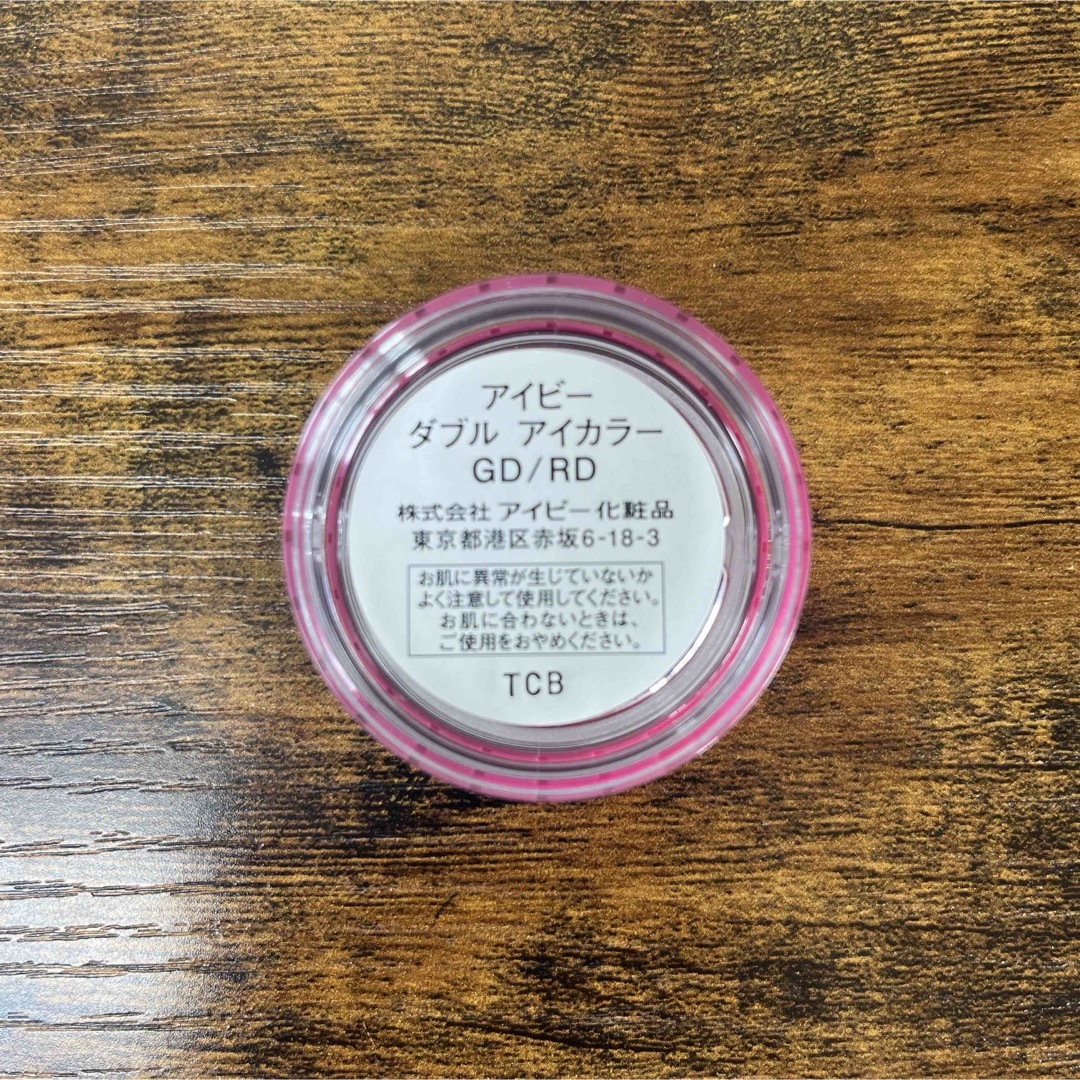 アイビー
ダブル アイカラー
GD/RD
株式会社 アイビー化粧品
東京都港区赤坂6-18-3
お肌に異常が生じていないか
よく注意して使用してください。
お肌に合わないときは、
ご使用をおやめください。
TCB